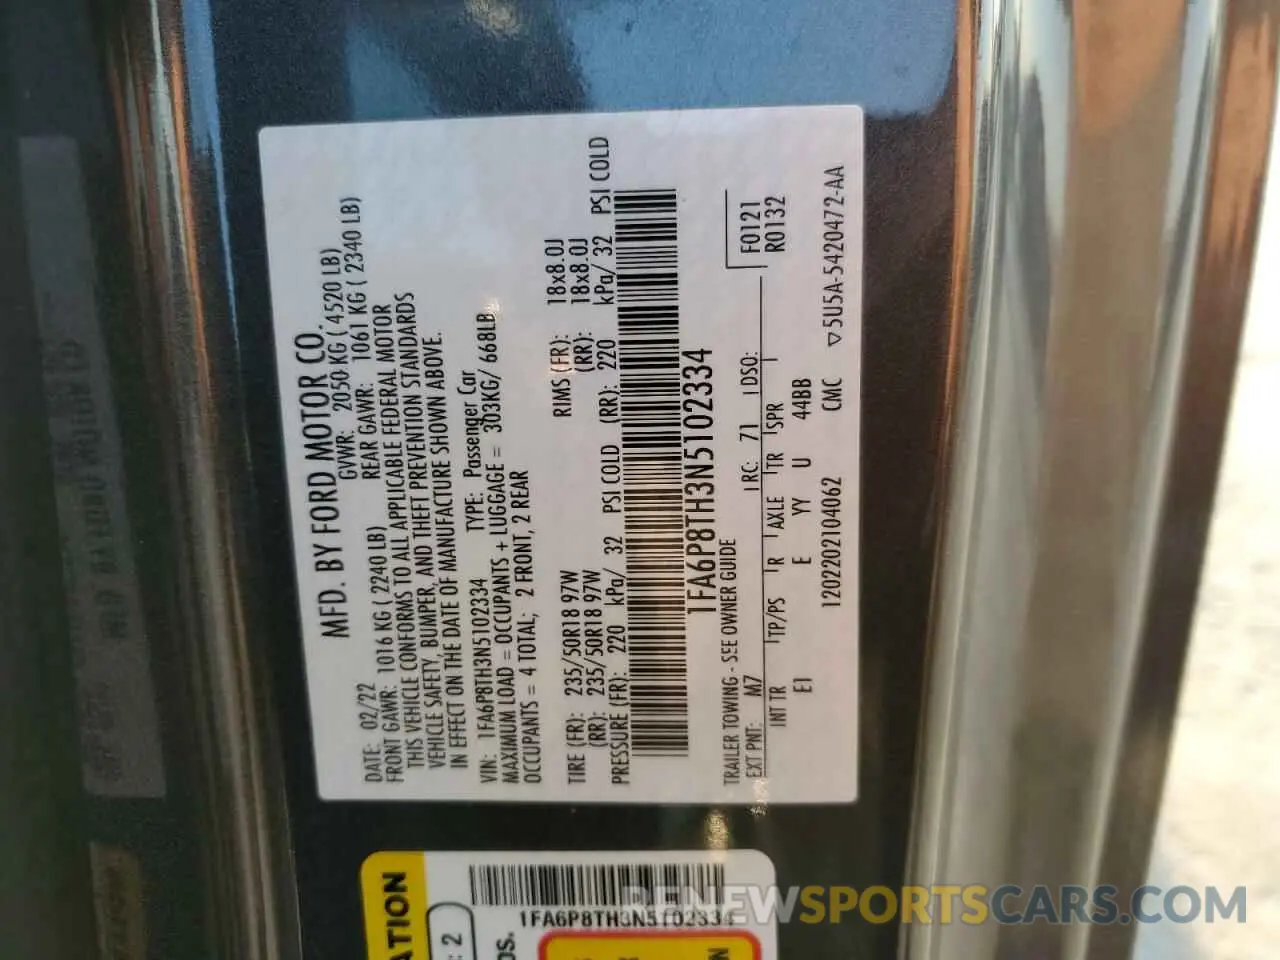 MFD. BY FORD MOTOR CO.
DATE: 02/22 GVWR: 2050 KG ( 4520 LB)
FRONT GAWR: 1016 KG ( 2240 LB) REAR GAWR: 1061 KG ( 2340 LB)
THIS VEHICLE CONFORMS TO ALL APPLICABLE FEDERAL MOTOR
VEHICLE SAFETY, BUMPER, AND THEFT PREVENTION STANDARDS
IN EFFECT ON THE DATE OF MANUFACTURE SHOWN ABOVE.
VIN: 1FA6P8TH3N5102334 TYPE: Passenger Car
MAXIMUM LOAD = OCCUPANTS + LUGGAGE = 303KG/ 668LB
OCCUPANTS = 4 TOTAL; 2 FRONT, 2 REAR
TIRE (FR): 235/50R18 97W RIMS (FR): 18x8.0J
(RR): 235/50R18 97W (RR): 18x8.0J
PRESSURE (FR): 220 kPa/ 32 PSI COLD (RR): 220 kPa/ 32 PSI COLD
1FA6P8TH3N5102334
TRAILER TOWING - SEE OWNER GUIDE F0121
EXT PNT: M7 RC: 71 DSO: R0132
INT TR TP/PS R AXLE TR SPR
E1 E YY U 44BB
1202202104062 CMC ▽5U5A-5420472-AA
ATION
: 2
1FA6P8TH3N5102334
OS.
RENEWSPORTSCARS.COM